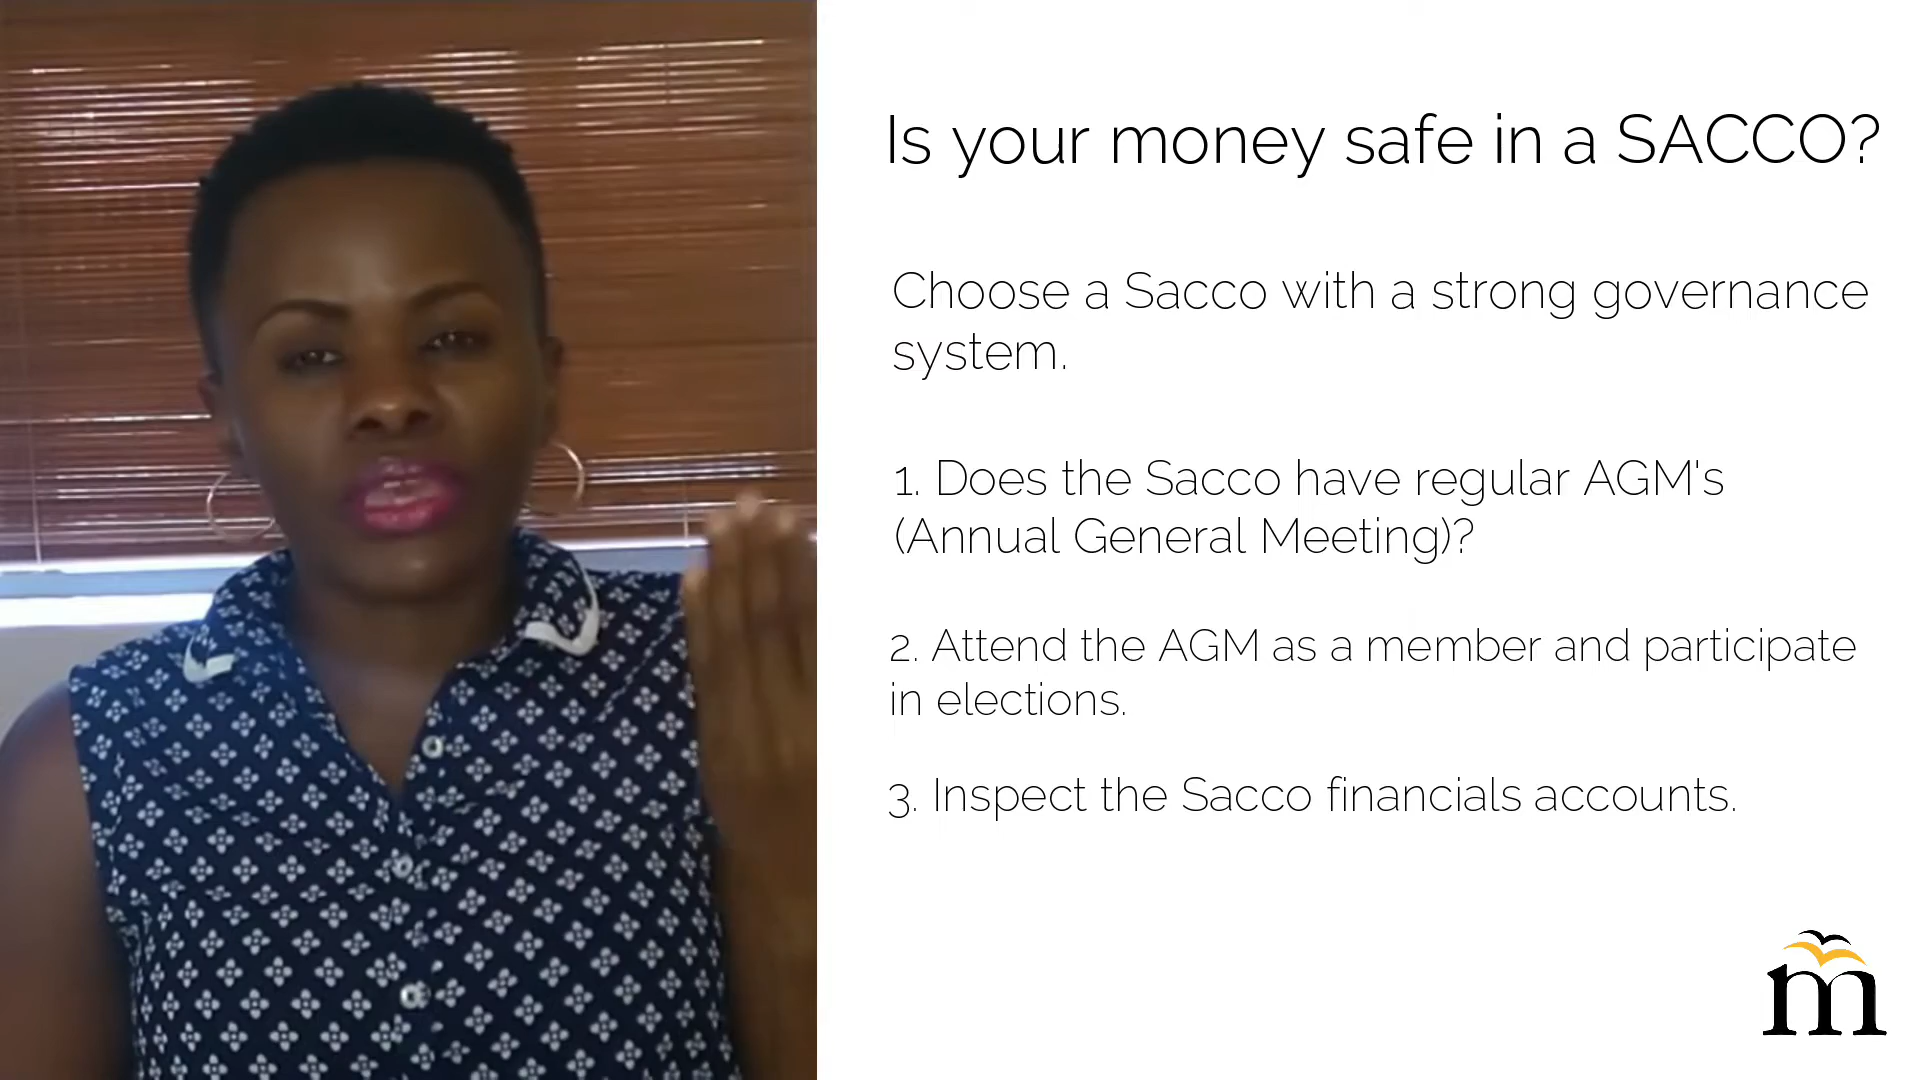 Is your money safe in a SACCO?
Choose a Sacco with a strong governance
system.
1. Does the Sacco have regular AGM's
(Annual General Meeting)?
2. Attend the AGM as a member and participate
in elections.
3. Inspect the Sacco financials accounts.
m